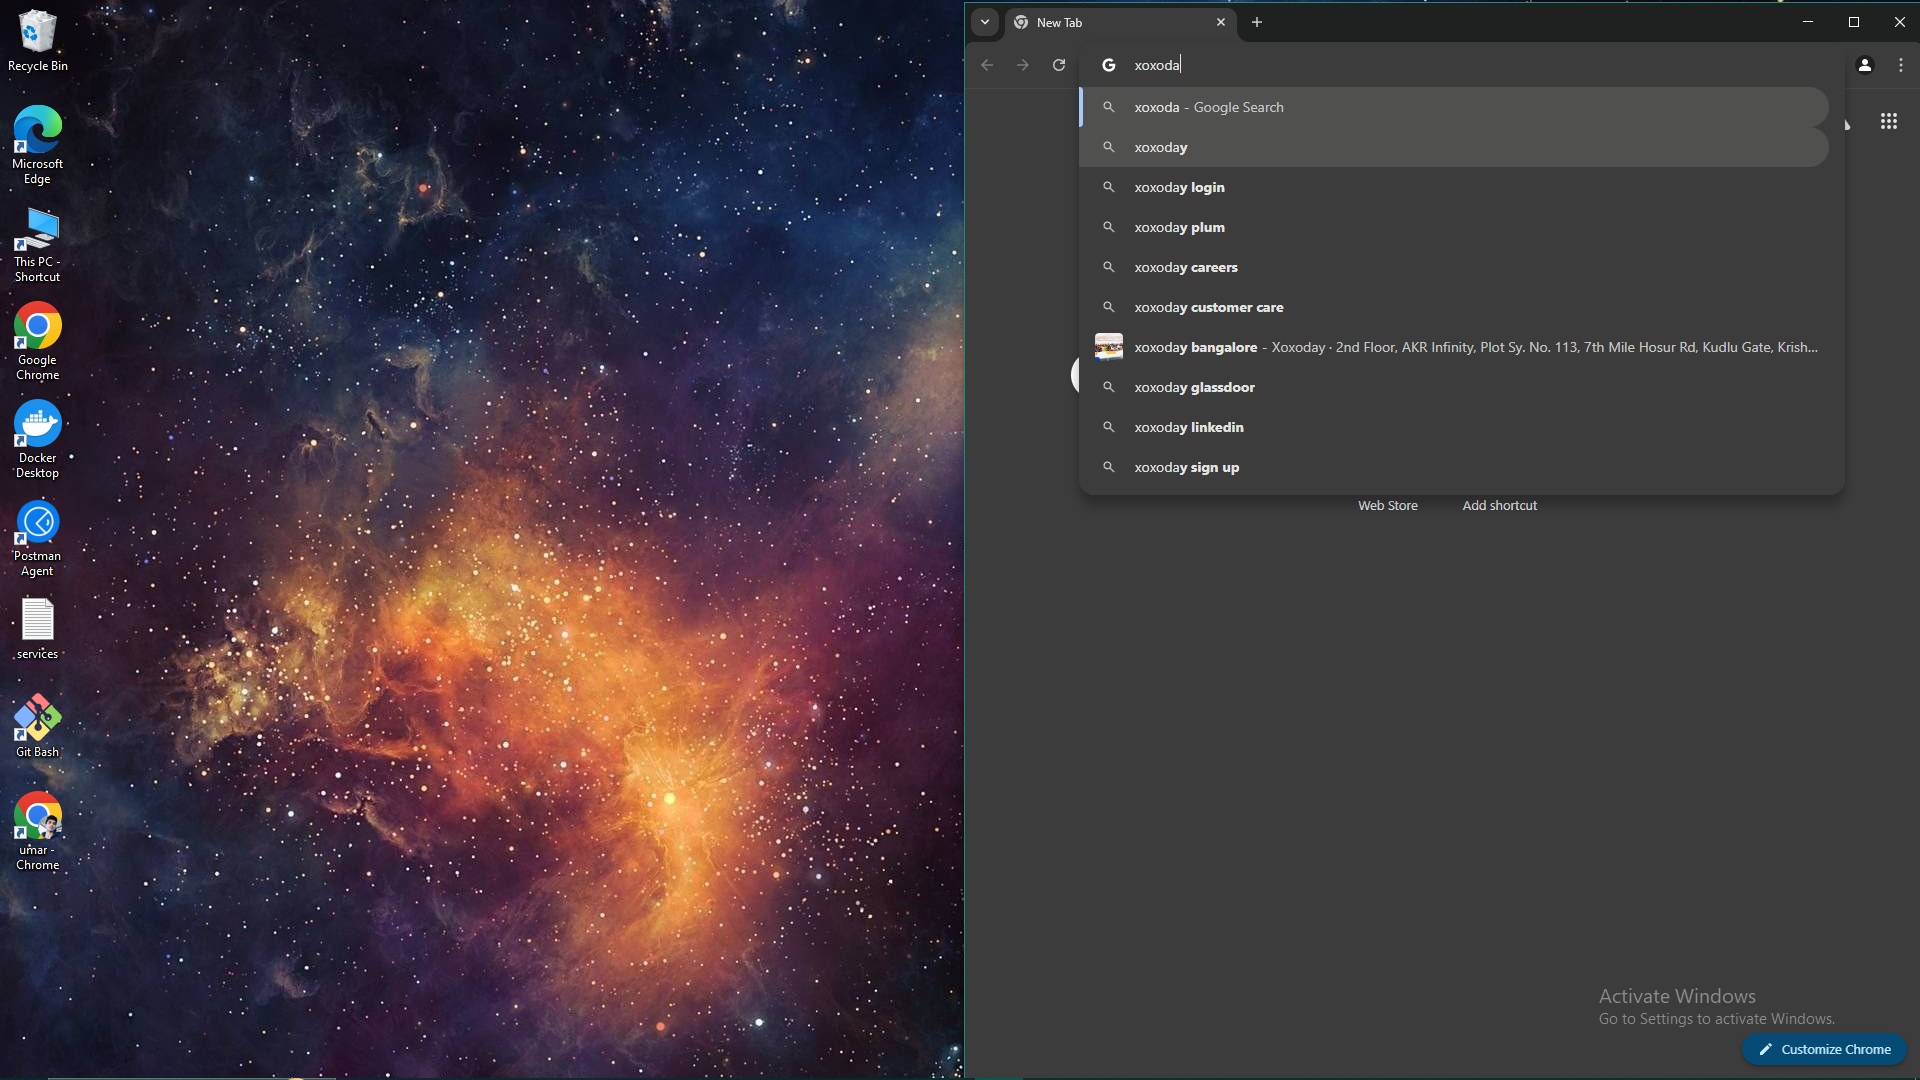 Recycle Bin
Microsoft
Edge
This PC -
Shortcut
Google
Chrome
Docker
Desktop
Postman
Agent
services
Git Bash
umar -
Chrome
New Tab
xoxoda
xoxoda - Google Search
xoxoday
xoxoday login
xoxoday plum
xoxoday careers
xoxoday customer care
xoxoday bangalore - Xoxoday · 2nd Floor, AKR Infinity, Plot Sy. No. 113, 7th Mile Hosur Rd, Kudlu Gate, Krish...
xoxoday glassdoor
xoxoday linkedin
xoxoday sign up
Web Store
Add shortcut
Activate Windows
Go to Settings to activate Windows.
Customize Chrome